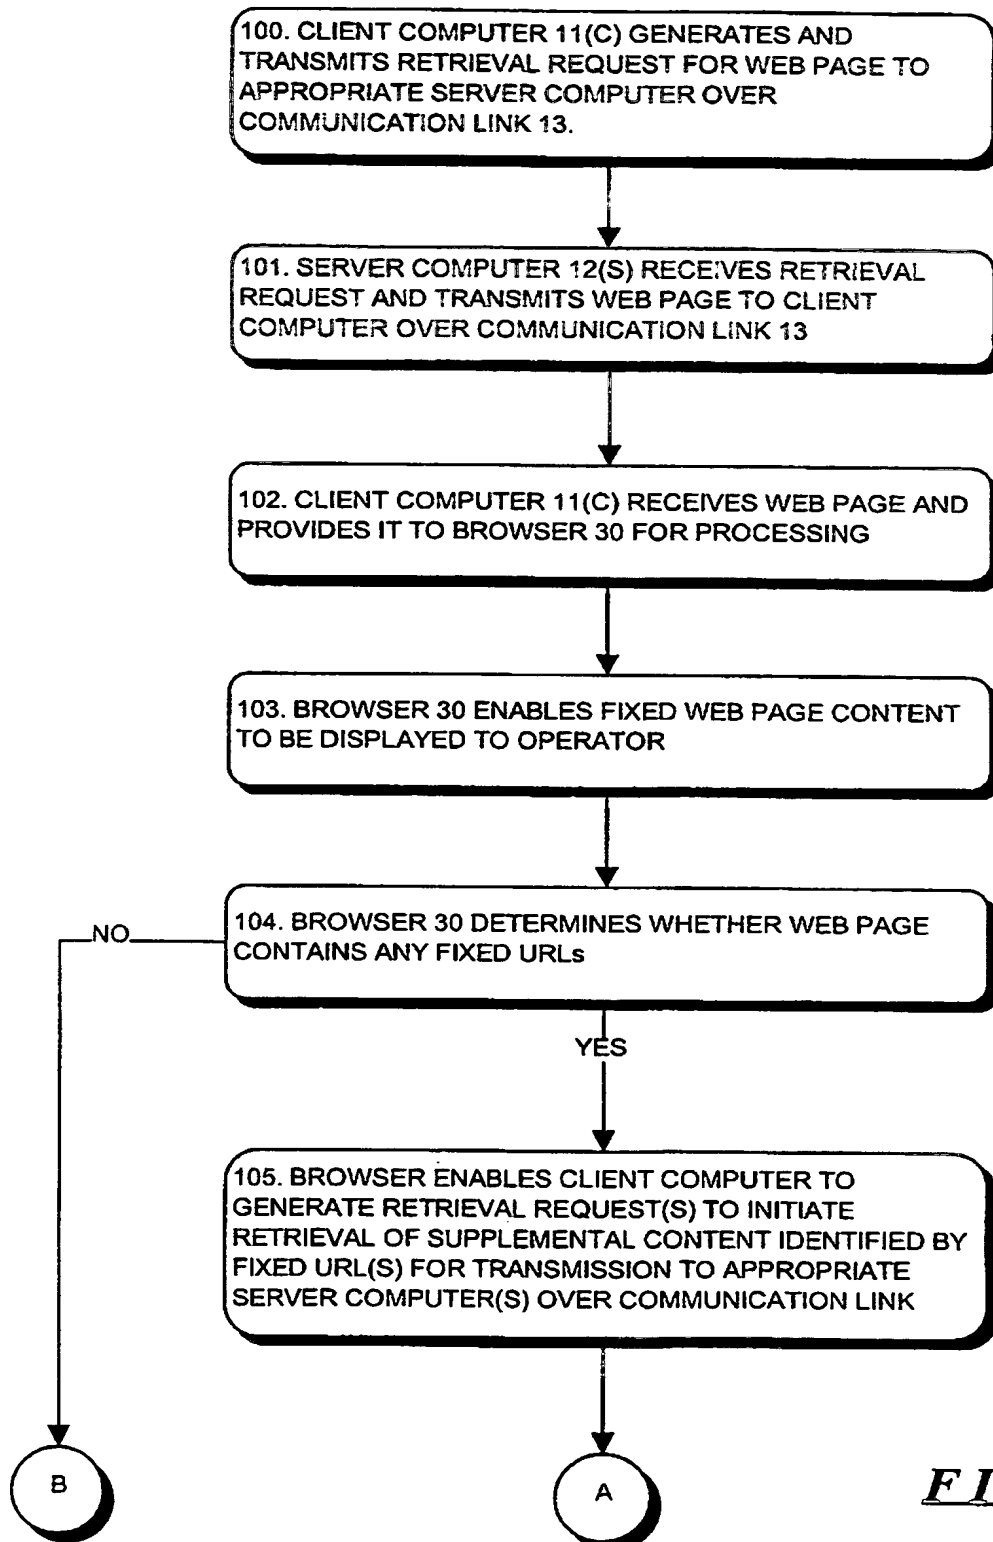 100. CLIENT COMPUTER 11(C) GENERATES AND
TRANSMITS RETRIEVAL REQUEST FOR WEB PAGE TO
APPROPRIATE SERVER COMPUTER OVER
COMMUNICATION LINK 13.
101. SERVER COMPUTER 12(S) RECEIVES RETRIEVAL
REQUEST AND TRANSMITS WEB PAGE TO CLIENT
COMPUTER OVER COMMUNICATION LINK 13
102. CLIENT COMPUTER 11(C) RECEIVES WEB PAGE AND
PROVIDES IT TO BROWSER 30 FOR PROCESSING
103. BROWSER 30 ENABLES FIXED WEB PAGE CONTENT
TO BE DISPLAYED TO OPERATOR
104. BROWSER 30 DETERMINES WHETHER WEB PAGE
CONTAINS ANY FIXED URLs
NO
YES
105. BROWSER ENABLES CLIENT COMPUTER TO
GENERATE RETRIEVAL REQUEST(S) TO INITIATE
RETRIEVAL OF SUPPLEMENTAL CONTENT IDENTIFIED BY
FIXED URL(S) FOR TRANSMISSION TO APPROPRIATE
SERVER COMPUTER(S) OVER COMMUNICATION LINK
B
A
F I